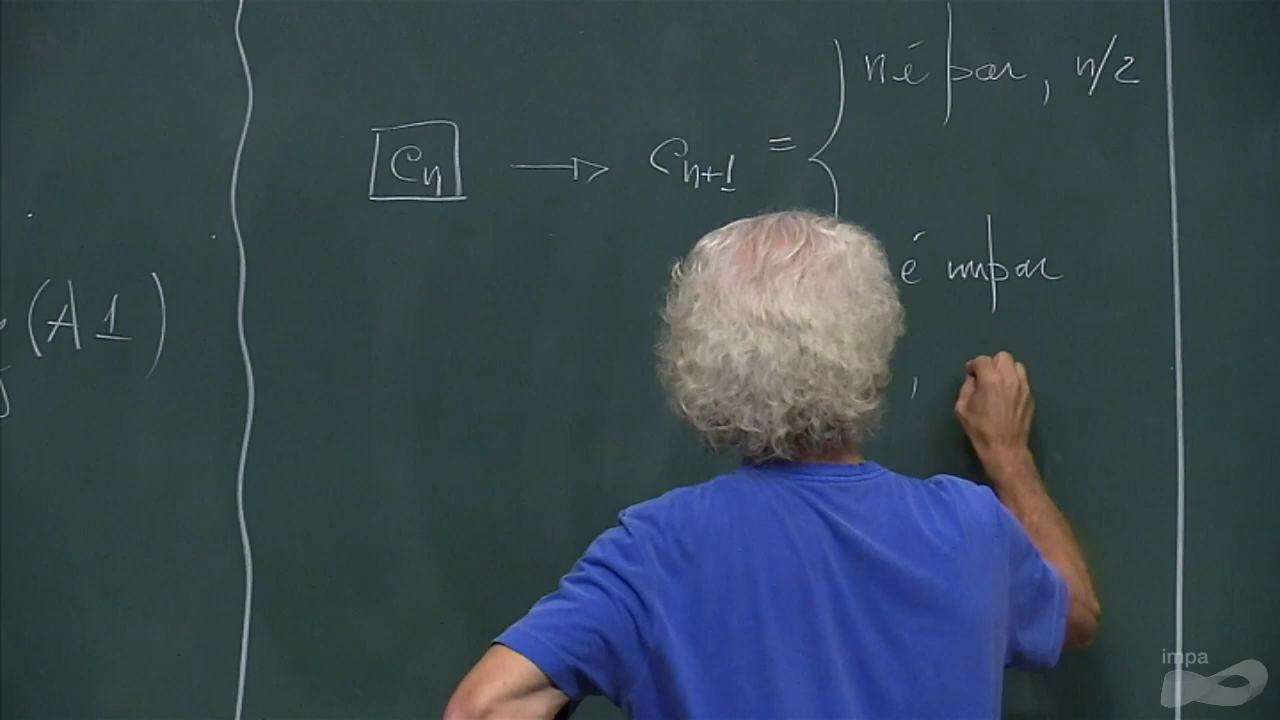 n é par, n/2
C_n → C_{n+1} =
é impar
(A 1)
,
impa